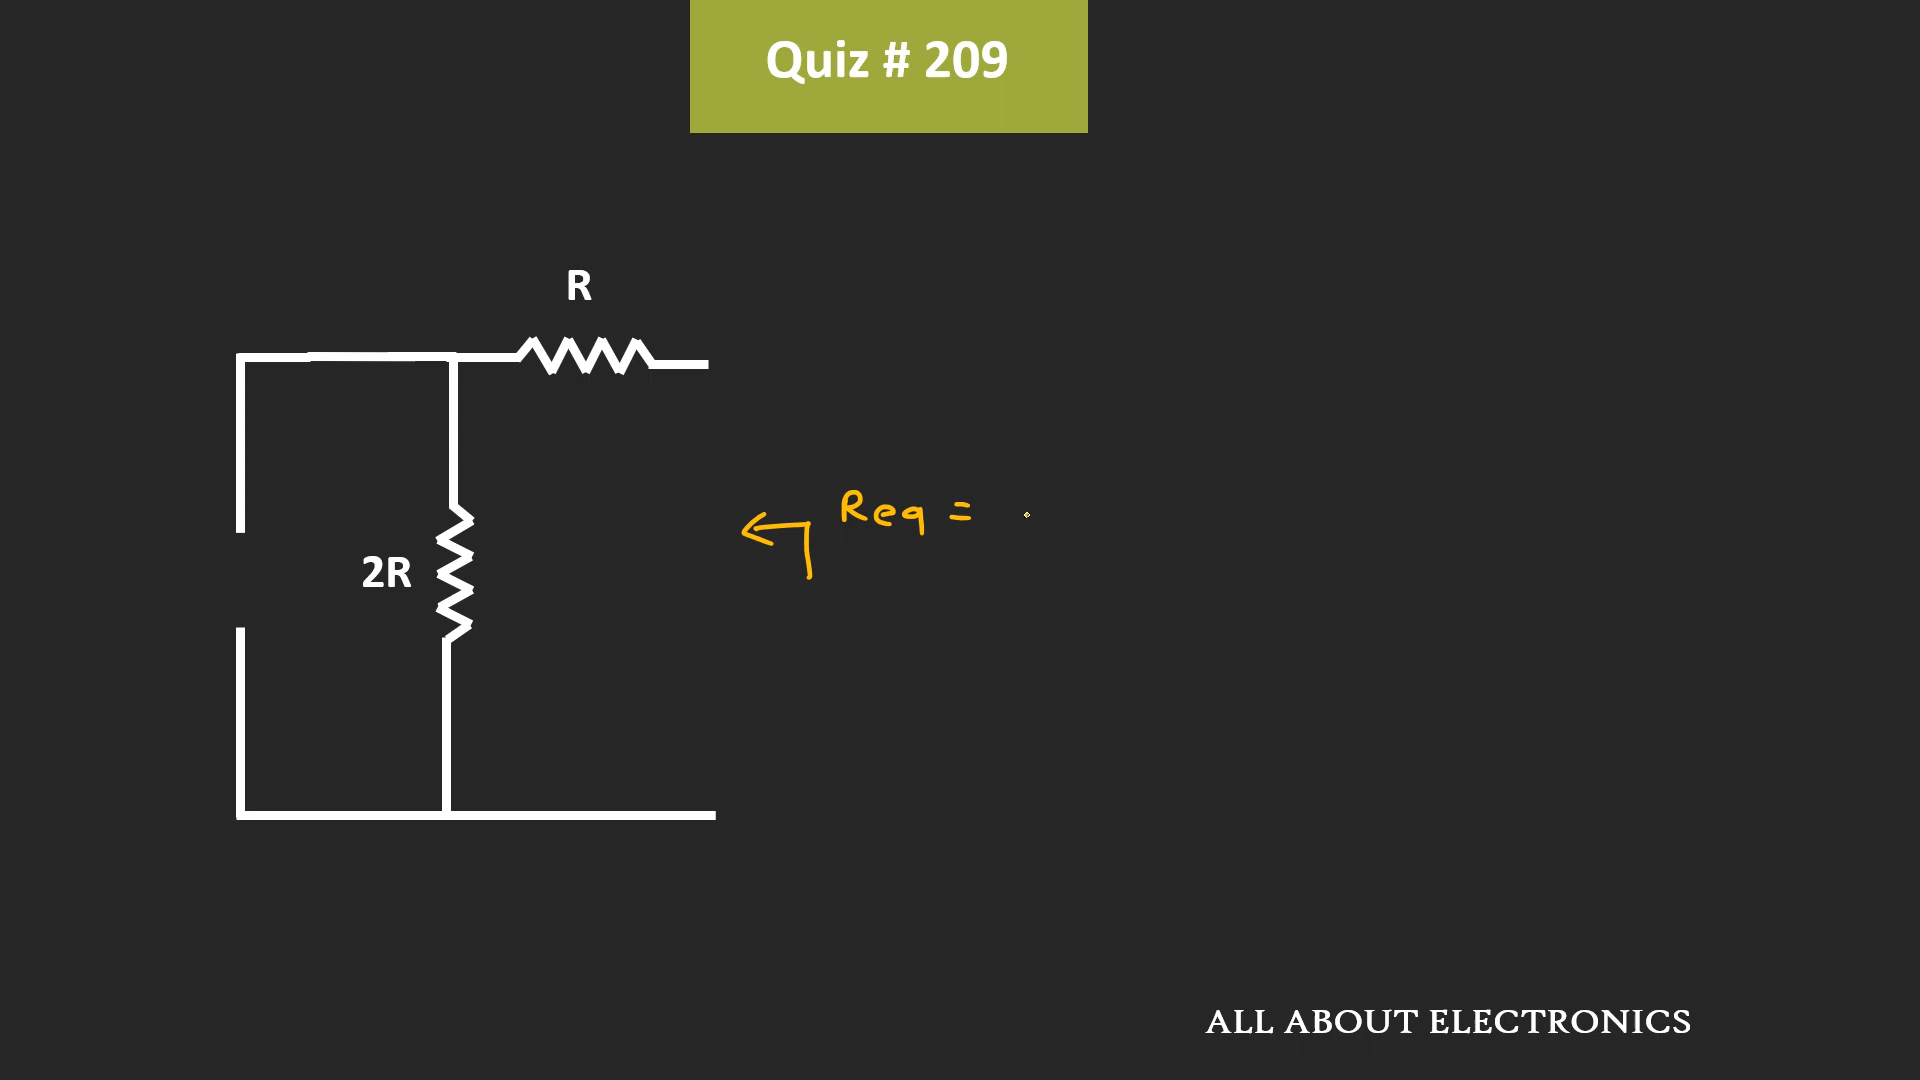 Quiz # 209
R
Req =
2R
ALL ABOUT ELECTRONICS